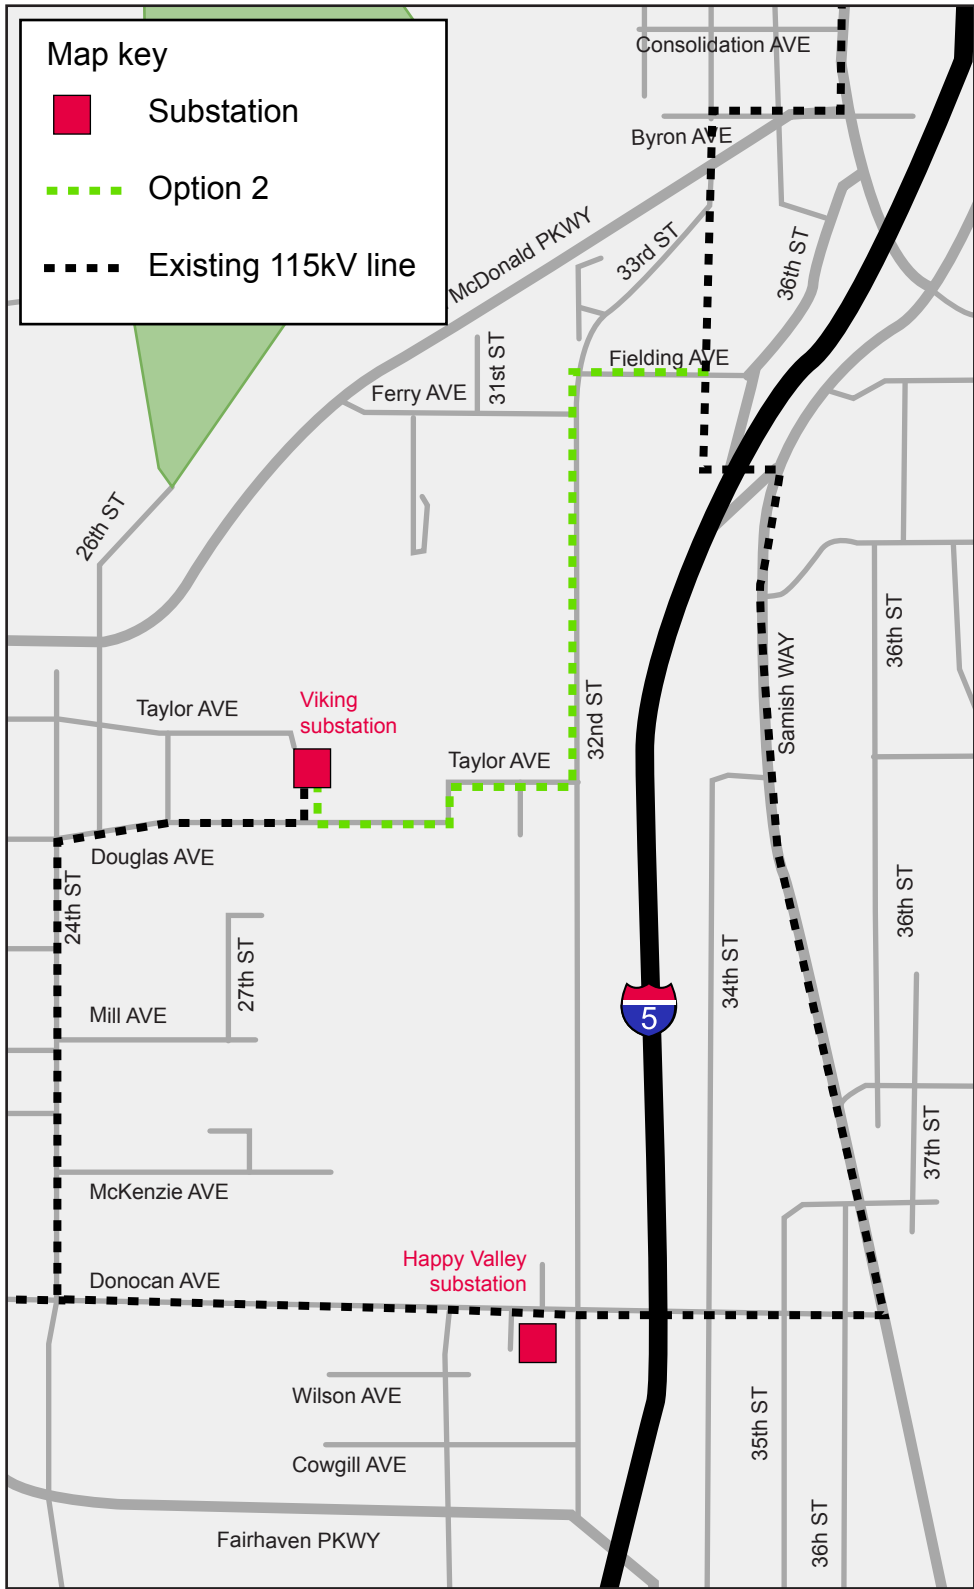 Map key
Substation
Option 2
Existing 115kV line
Consolidation AVE
Byron AVE
McDonald PKWY
33rd ST
36th ST
31st ST
Fielding AVE
Ferry AVE
26th ST
36th ST
Samish WAY
32nd ST
Viking
substation
Taylor AVE
Taylor AVE
Douglas AVE
24th ST
36th ST
27th ST
34th ST
Mill AVE
5
37th ST
McKenzie AVE
Happy Valley
substation
Donocan AVE
Wilson AVE
35th ST
Cowgill AVE
36h ST
Fairhaven PKWY